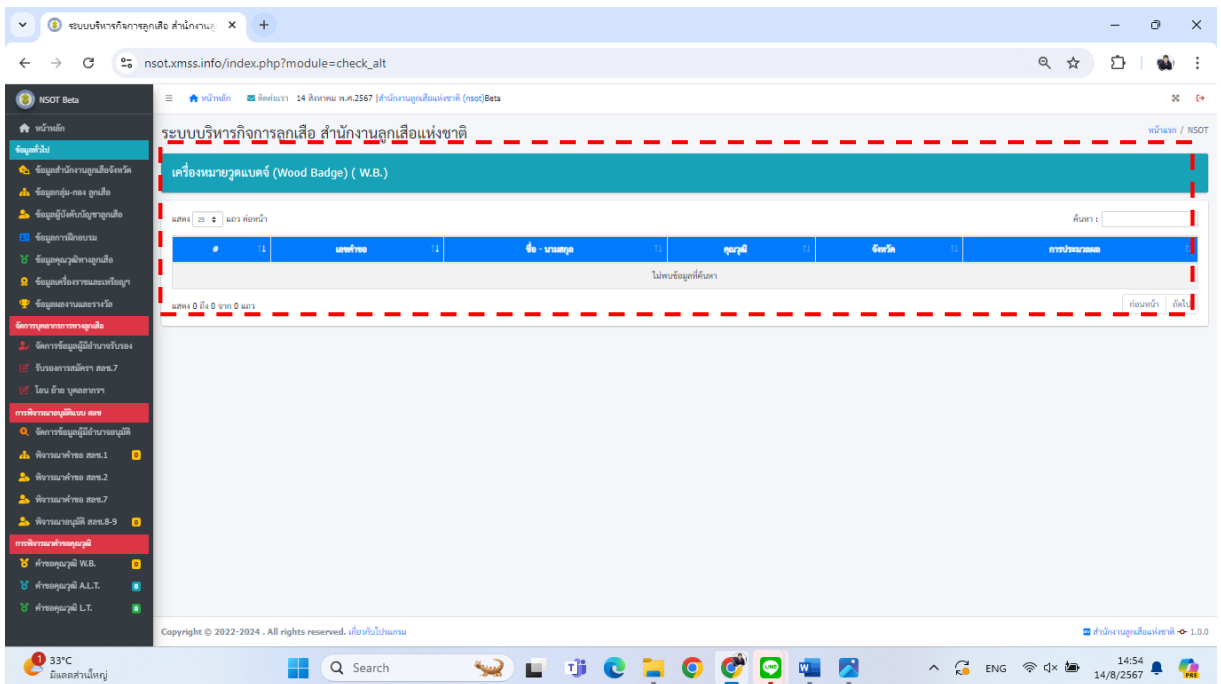 ระบบบริหารกิจการลูกเสือ สำนักงานลูก
nsot.xmss.info/index.php?module=check_alt
NSOT Beta
หน้าหลัก ติดต่อเรา 14 สิงหาคม พ.ศ.2567 |สำนักงานลูกเสือแห่งชาติ (nsot)Beta
หน้าหลัก
ข้อมูลทั่วไป
ข้อมูลสำนักงานลูกเสือจังหวัด
ข้อมูลกลุ่ม-กอง ลูกเสือ
ข้อมูลผู้บังคับบัญชาลูกเสือ
ข้อมูลการฝึกอบรม
ข้อมูลคุณวุฒิทางลูกเสือ
ข้อมูลเครื่องราชและเหรียญฯ
ข้อมูลผลงานและรางวัล
จัดการบุคลากรทางลูกเสือ
จัดการข้อมูลผู้มีอำนาจรับรอง
รับรองการสมัครฯ สลช.7
โอน ย้าย บุคลากรฯ
การพิจารณาอนุมัติแบบ สลช
จัดการข้อมูลผู้มีอำนาจอนุมัติ
พิจารณาคำขอ สลช.1 0
พิจารณาคำขอ สลช.2
พิจารณาคำขอ สลช.7
พิจารณาอนุมัติ สลช.8-9 0
การพิจารณาคำขอคุณวุฒิ
คำขอคุณวุฒิ W.B. 0
คำขอคุณวุฒิ A.L.T. 0
คำขอคุณวุฒิ L.T. 0
ระบบบริหารกิจการลูกเสือ สำนักงานลูกเสือแห่งชาติ
หน้าแรก / NSOT
เครื่องหมายวูดแบดจ์ (Wood Badge) ( W.B.)
แสดง 25 แถว ต่อหน้า
ค้นหา :
# เลขคำขอ ชื่อ - นามสกุล คุณวุฒิ จังหวัด การประมวลผล
ไม่พบข้อมูลที่ค้นหา
แสดง 0 ถึง 0 จาก 0 แถว
ก่อนหน้า ถัดไป
Copyright © 2022-2024 . All rights reserved. เกี่ยวกับโปรแกรม
สำนักงานลูกเสือแห่งชาติ 1.0.0
1 33°C
มีแดดส่วนใหญ่
Search
ENG
14:54
14/8/2567
PRE